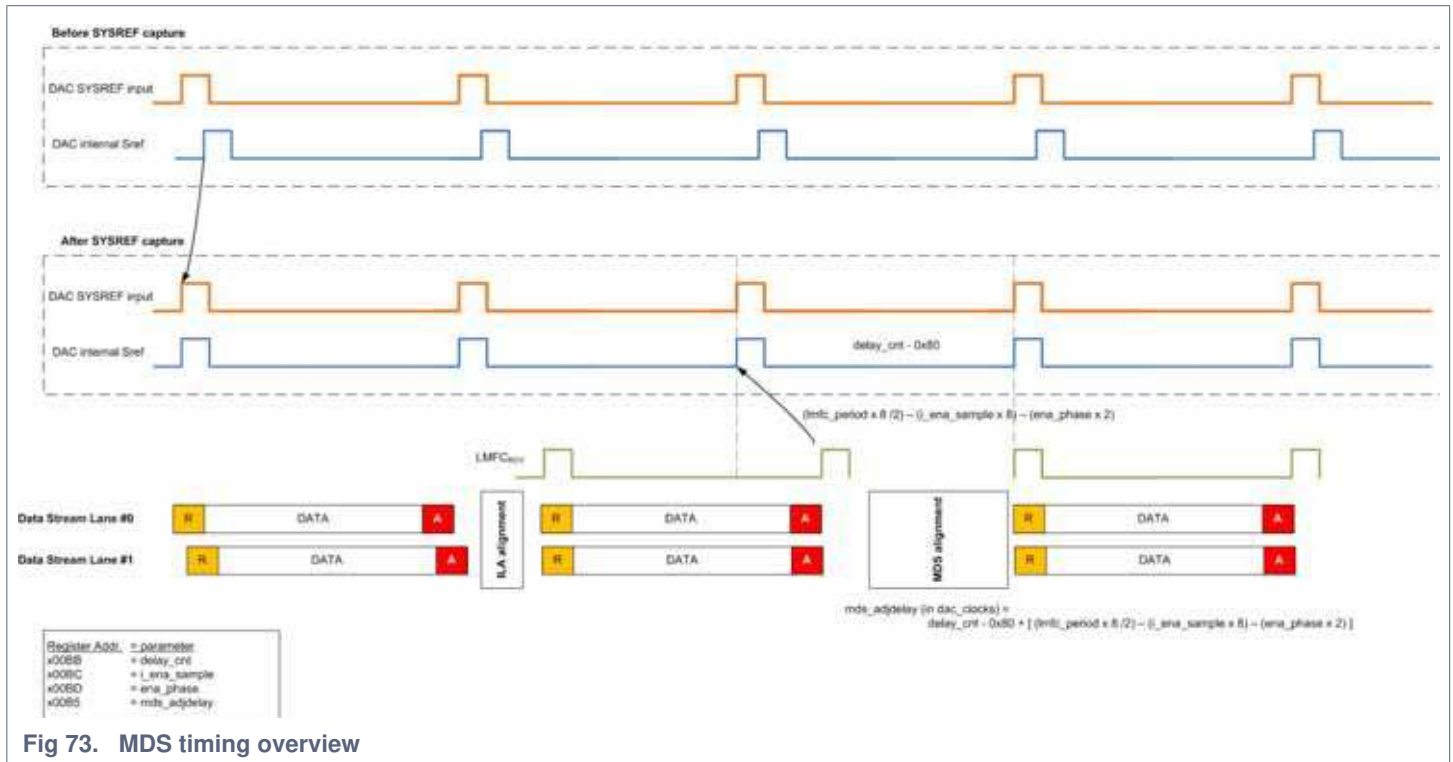 Before SYSREF capture
DAC SYSREF input
DAC internal Sref
After SYSREF capture
DAC SYSREF input
DAC internal Sref
delay_cnt - 0x80
(lmfc_period x 8 /2) – (i_ena_sample x 8) – (ena_phase x 2)
Data Stream Lane #0
R DATA A
ILA alignment
R DATA A
MDS alignment
R DATA A
Data Stream Lane #1
R DATA A
R DATA A
R DATA A
mds_adjdelay (in dac_clocks) =
delay_cnt - 0x80 + [ (lmfc_period x 8 /2) – (i_ena_sample x 8) – (ena_phase x 2) ]
Register Addr. = parameter
x00BB = delay_cnt
x00BC = i_ena_sample
x00BD = ena_phase
x00B5 = mds_adjdelay
Fig 73. MDS timing overview